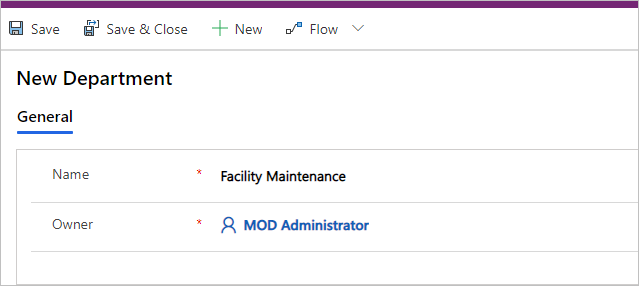 Save Save & Close New Flow
New Department
General
Name * Facility Maintenance
Owner * MOD Administrator